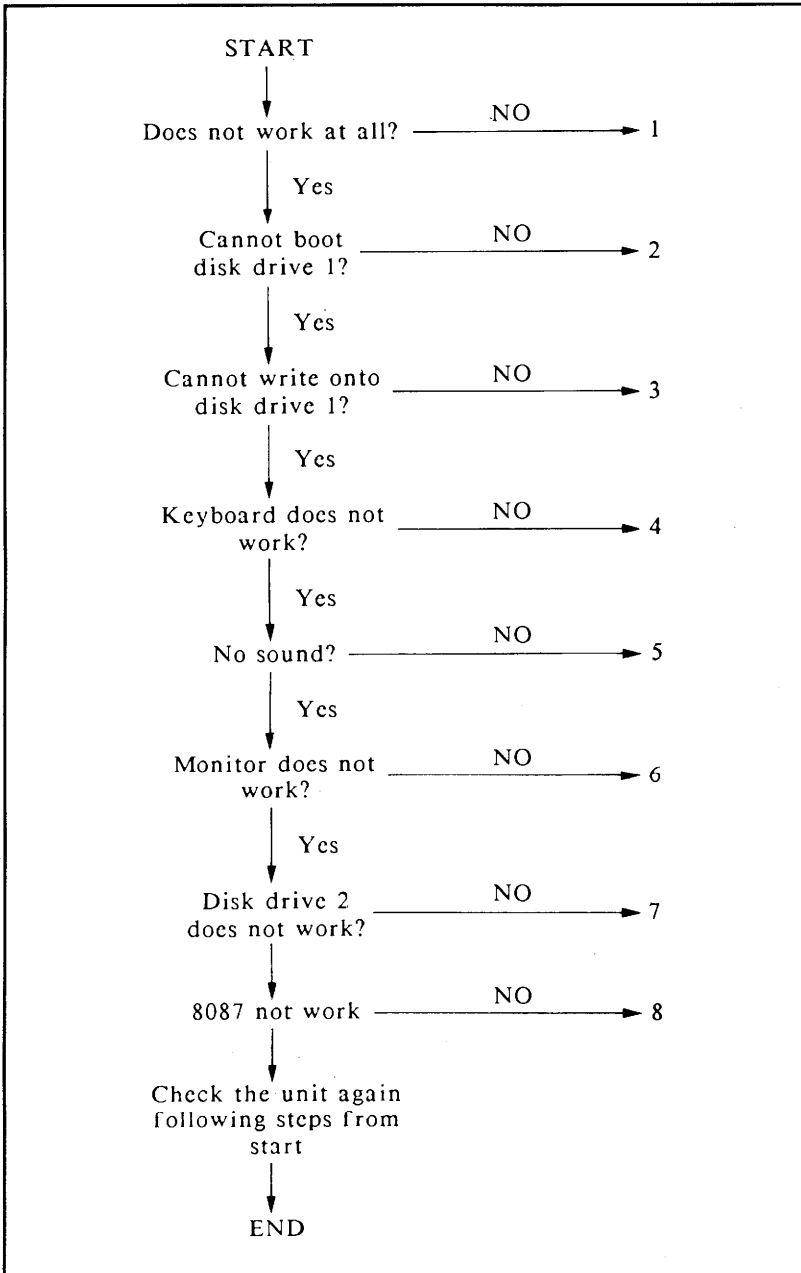 START
Does not work at all?
NO
1
Yes
Cannot boot
disk drive 1?
NO
2
Yes
Cannot write onto
disk drive 1?
NO
3
Yes
Keyboard does not
work?
NO
4
Yes
No sound?
NO
5
Yes
Monitor does not
work?
NO
6
Yes
Disk drive 2
does not work?
NO
7
8087 not work
NO
8
Check the unit again
following steps from
start
END